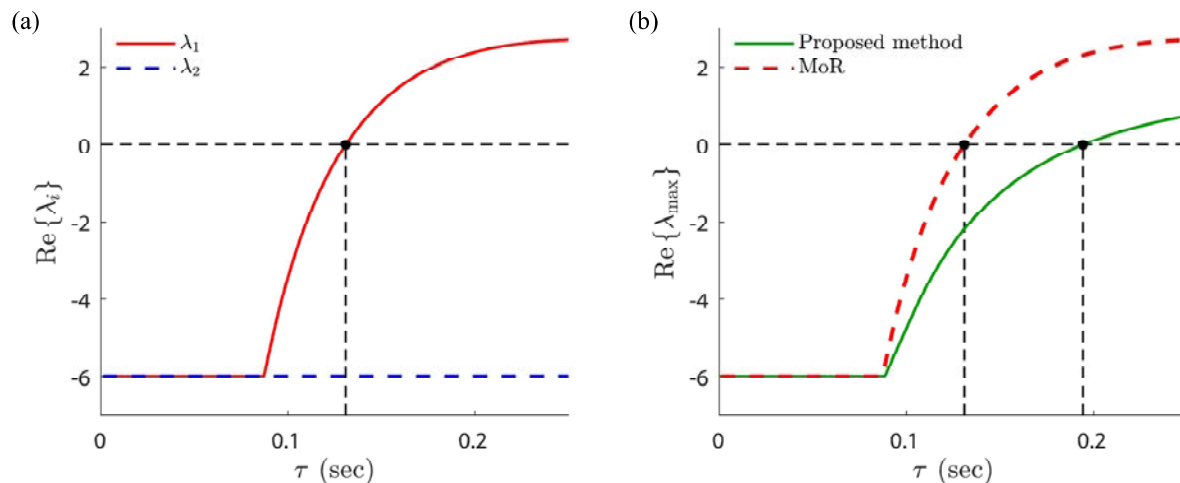 (a)
λ₁
λ₂
2
0
-2
-4
-6
Re {λᵢ}
0
0.1
0.2
τ (sec)
(b)
Proposed method
MoR
2
0
-2
-4
-6
Re {λₘₐₓ}
0
0.1
0.2
τ (sec)